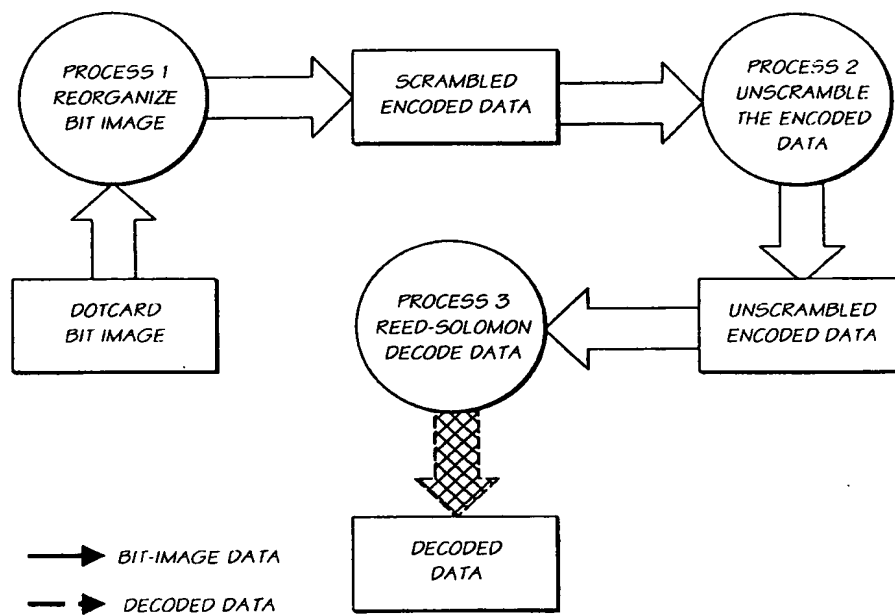 PROCESS 1
REORGANIZE
BIT IMAGE
SCRAMBLED
ENCODED DATA
PROCESS 2
UNSCRAMBLE
THE ENCODED
DATA
DOTCARD
BIT IMAGE
PROCESS 3
REED-SOLOMON
DECODE DATA
UNSCRAMBLED
ENCODED DATA
DECODED
DATA
BIT-IMAGE DATA
DECODED DATA